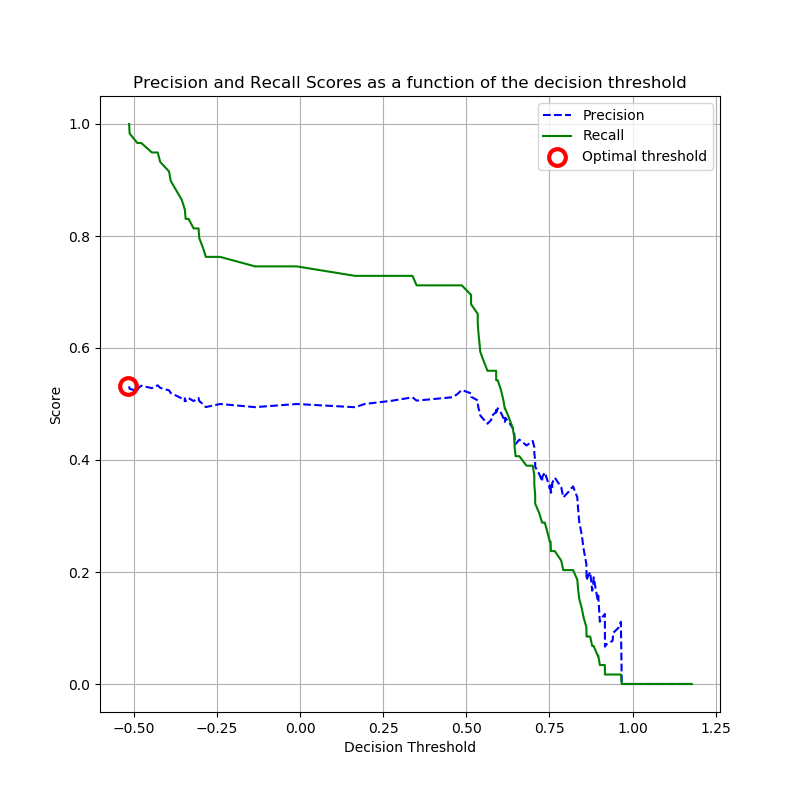 Precision and Recall Scores as a function of the decision threshold
Precision
Recall
Optimal threshold
1.0
0.8
0.6
0.4
0.2
0.0
Score
−0.50 −0.25 0.00 0.25 0.50 0.75 1.00 1.25
Decision Threshold